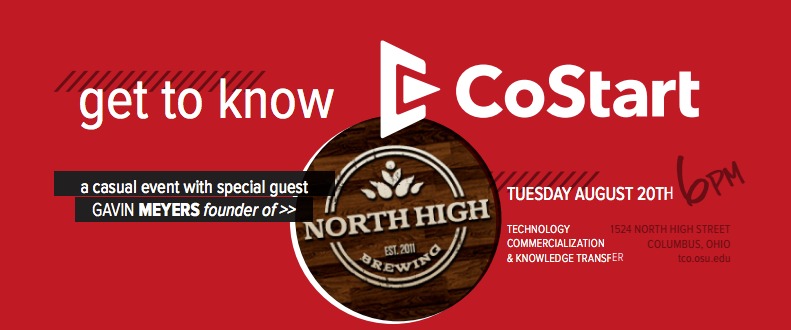 get to know
CoStart
a casual event with special guest
GAVIN MEYERS founder of >>
NORTH HIGH
EST. 2011
BREWING
TUESDAY AUGUST 20TH 6PM
TECHNOLOGY
COMMERCIALIZATION
& KNOWLEDGE TRANSFER
1524 NORTH HIGH STREET
COLUMBUS, OHIO
tco.osu.edu